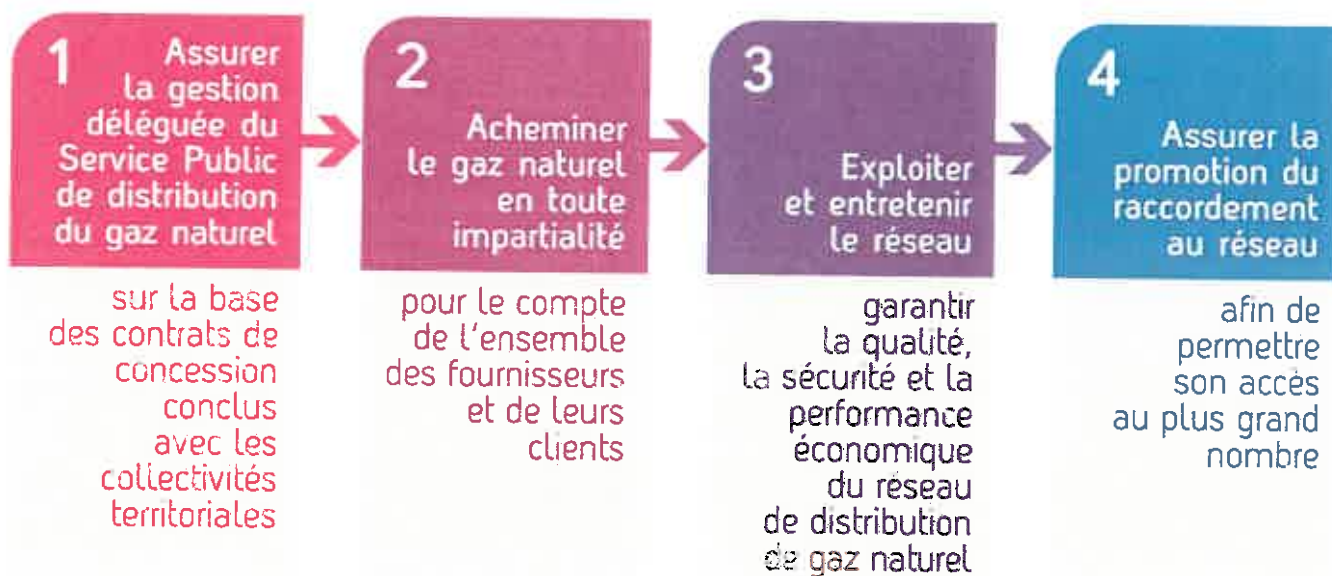 1
Assurer
la gestion
déléguée du
Service Public
de distribution
du gaz naturel
sur la base
des contrats de
concession
conclus
avec les
collectivités
territoriales
2
Acheminer
le gaz naturel
en toute
impartialité
pour le compte
de l'ensemble
des fournisseurs
et de leurs
clients
3
Exploiter
et entretenir
le réseau
garantir
la qualité,
la sécurité et la
performance
économique
du réseau
de distribution
de gaz naturel
4
Assurer la
promotion du
raccordement
au réseau
afin de
permettre
son accès
au plus grand
nombre